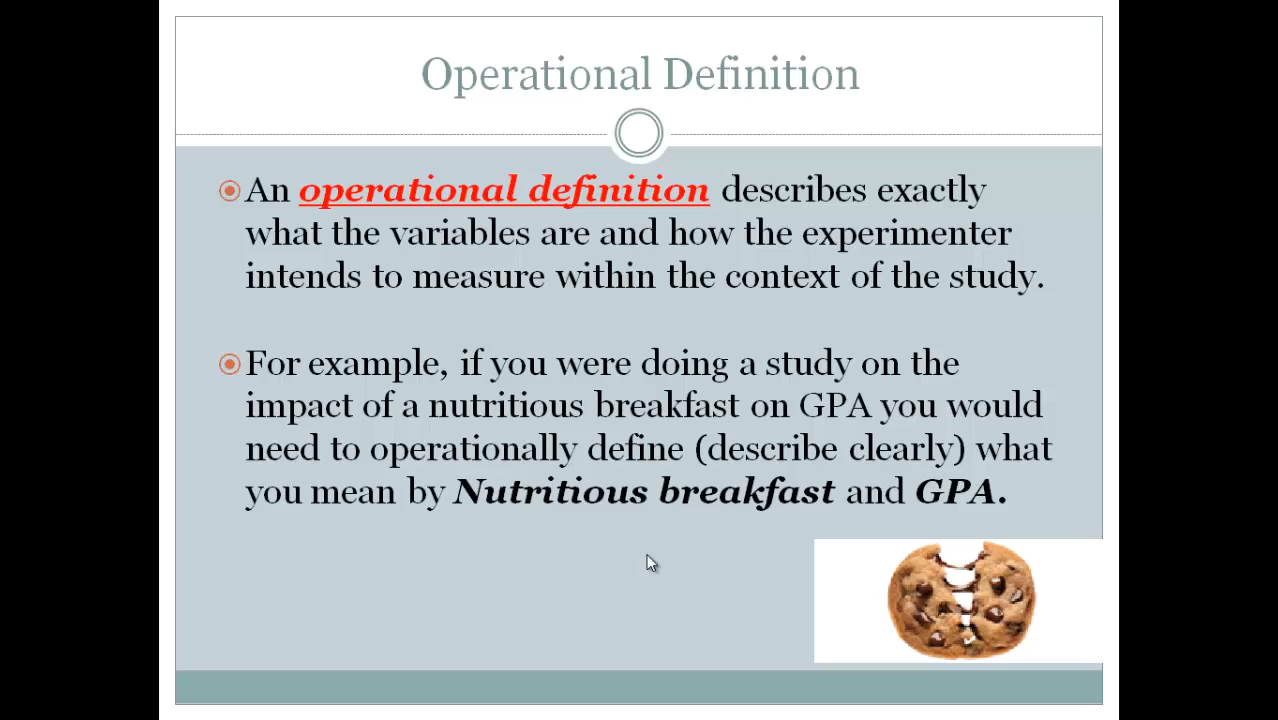 Operational Definition
An operational definition describes exactly
what the variables are and how the experimenter
intends to measure within the context of the study.
For example, if you were doing a study on the
impact of a nutritious breakfast on GPA you would
need to operationally define (describe clearly) what
you mean by Nutritious breakfast and GPA.